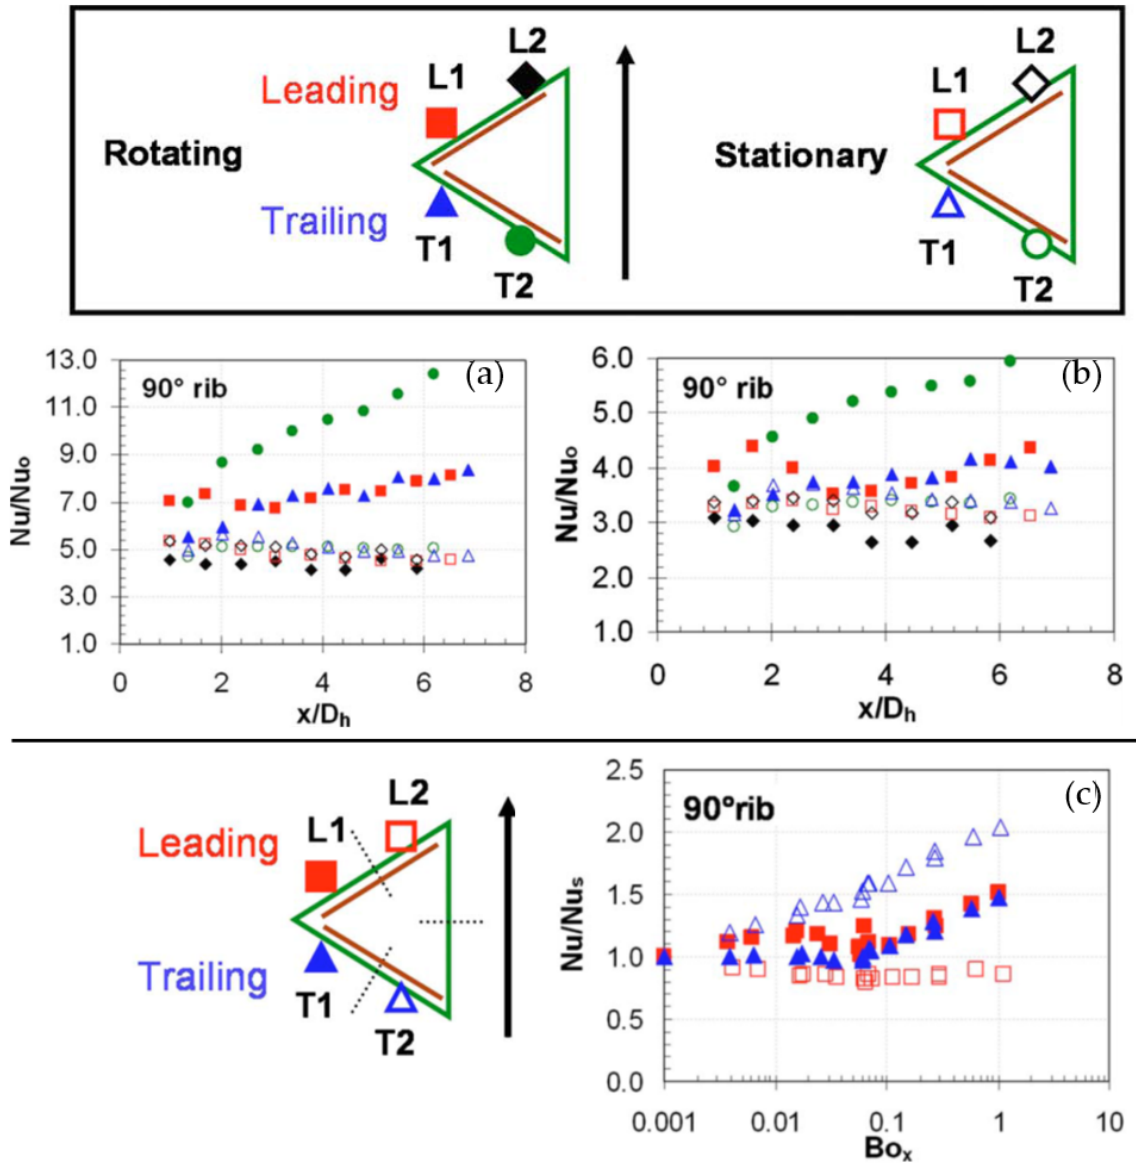 L2
L1
Leading
Rotating
Trailing
T1
T2
L2
L1
Stationary
T1
T2
13.0
11.0
9.0
7.0
5.0
3.0
1.0
Nu/Nuo
90° rib
(a)
0 2 4 6 8
x/Dh
6.0
5.0
4.0
3.0
2.0
1.0
Nu/Nuo
90° rib
(b)
0 2 4 6 8
x/Dh
L2
L1
Leading
Trailing
T1
T2
2.5
2.0
1.5
1.0
0.5
0.0
Nu/Nus
90°rib
(c)
0.001 0.01 0.1 1 10
Box